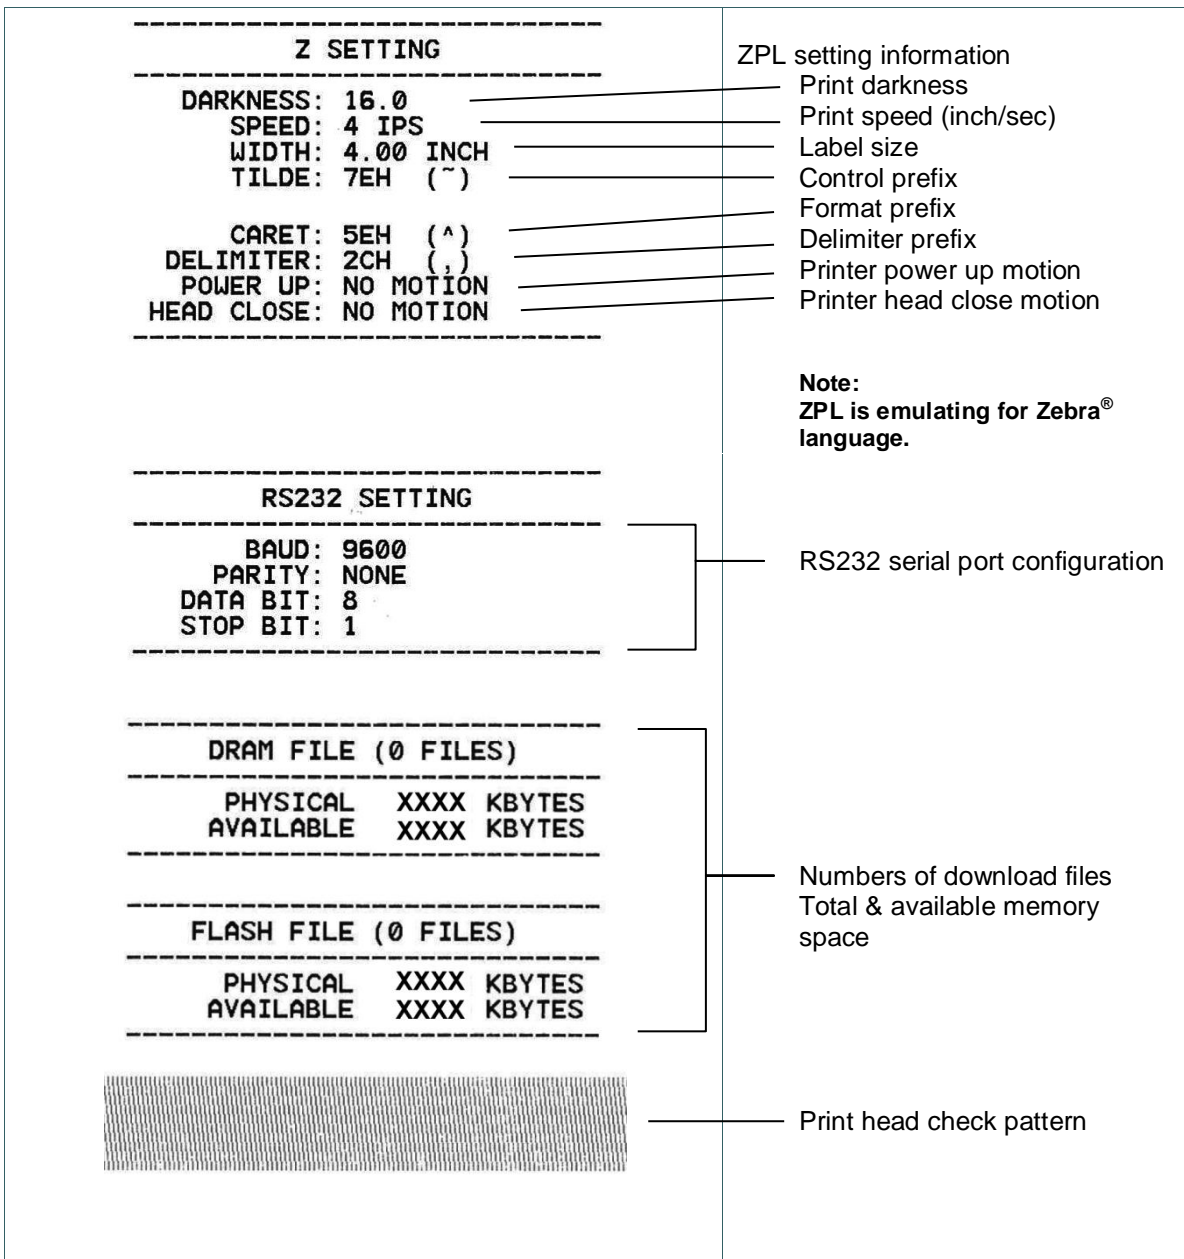 Z SETTING
DARKNESS: 16.0
SPEED: 4 IPS
WIDTH: 4.00 INCH
TILDE: 7EH (~)
CARET: 5EH (^)
DELIMITER: 2CH (,)
POWER UP: NO MOTION
HEAD CLOSE: NO MOTION
ZPL setting information
Print darkness
Print speed (inch/sec)
Label size
Control prefix
Format prefix
Delimiter prefix
Printer power up motion
Printer head close motion
Note:
ZPL is emulating for Zebra®
language.
RS232 SETTING
BAUD: 9600
PARITY: NONE
DATA BIT: 8
STOP BIT: 1
RS232 serial port configuration
DRAM FILE (0 FILES)
PHYSICAL XXXX KBYTES
AVAILABLE XXXX KBYTES
FLASH FILE (0 FILES)
PHYSICAL XXXX KBYTES
AVAILABLE XXXX KBYTES
Numbers of download files
Total & available memory
space
Print head check pattern